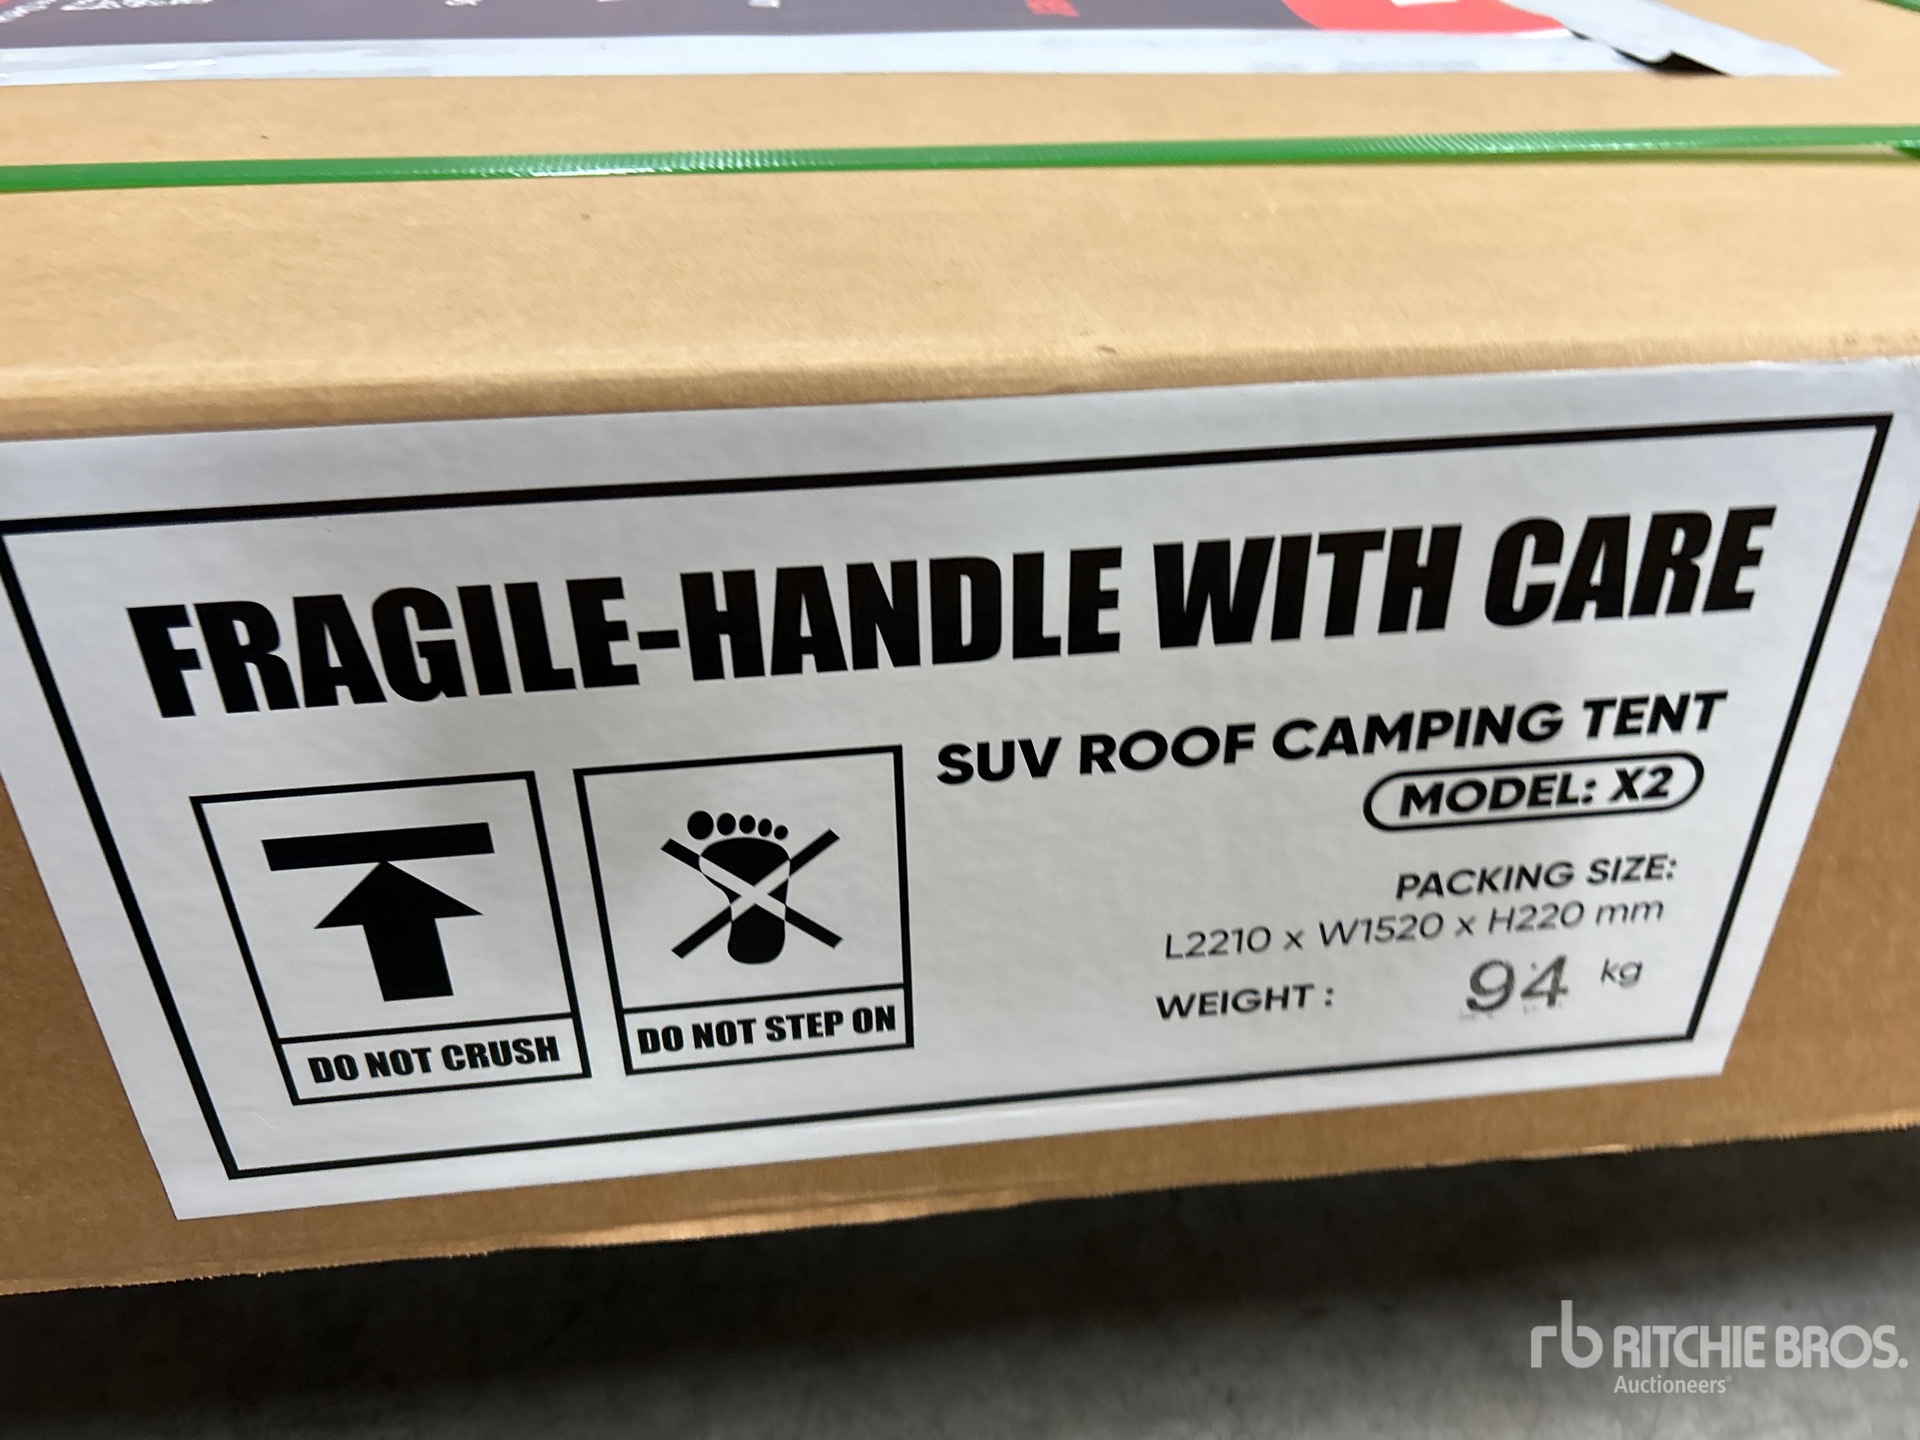 FRAGILE-HANDLE WITH CARE
SUV ROOF CAMPING TENT
MODEL: X2
PACKING SIZE:
L2210 x W1520 x H220 mm
WEIGHT : 94 kg
DO NOT CRUSH
DO NOT STEP ON
rb RITCHIE BROS.
Auctioneers